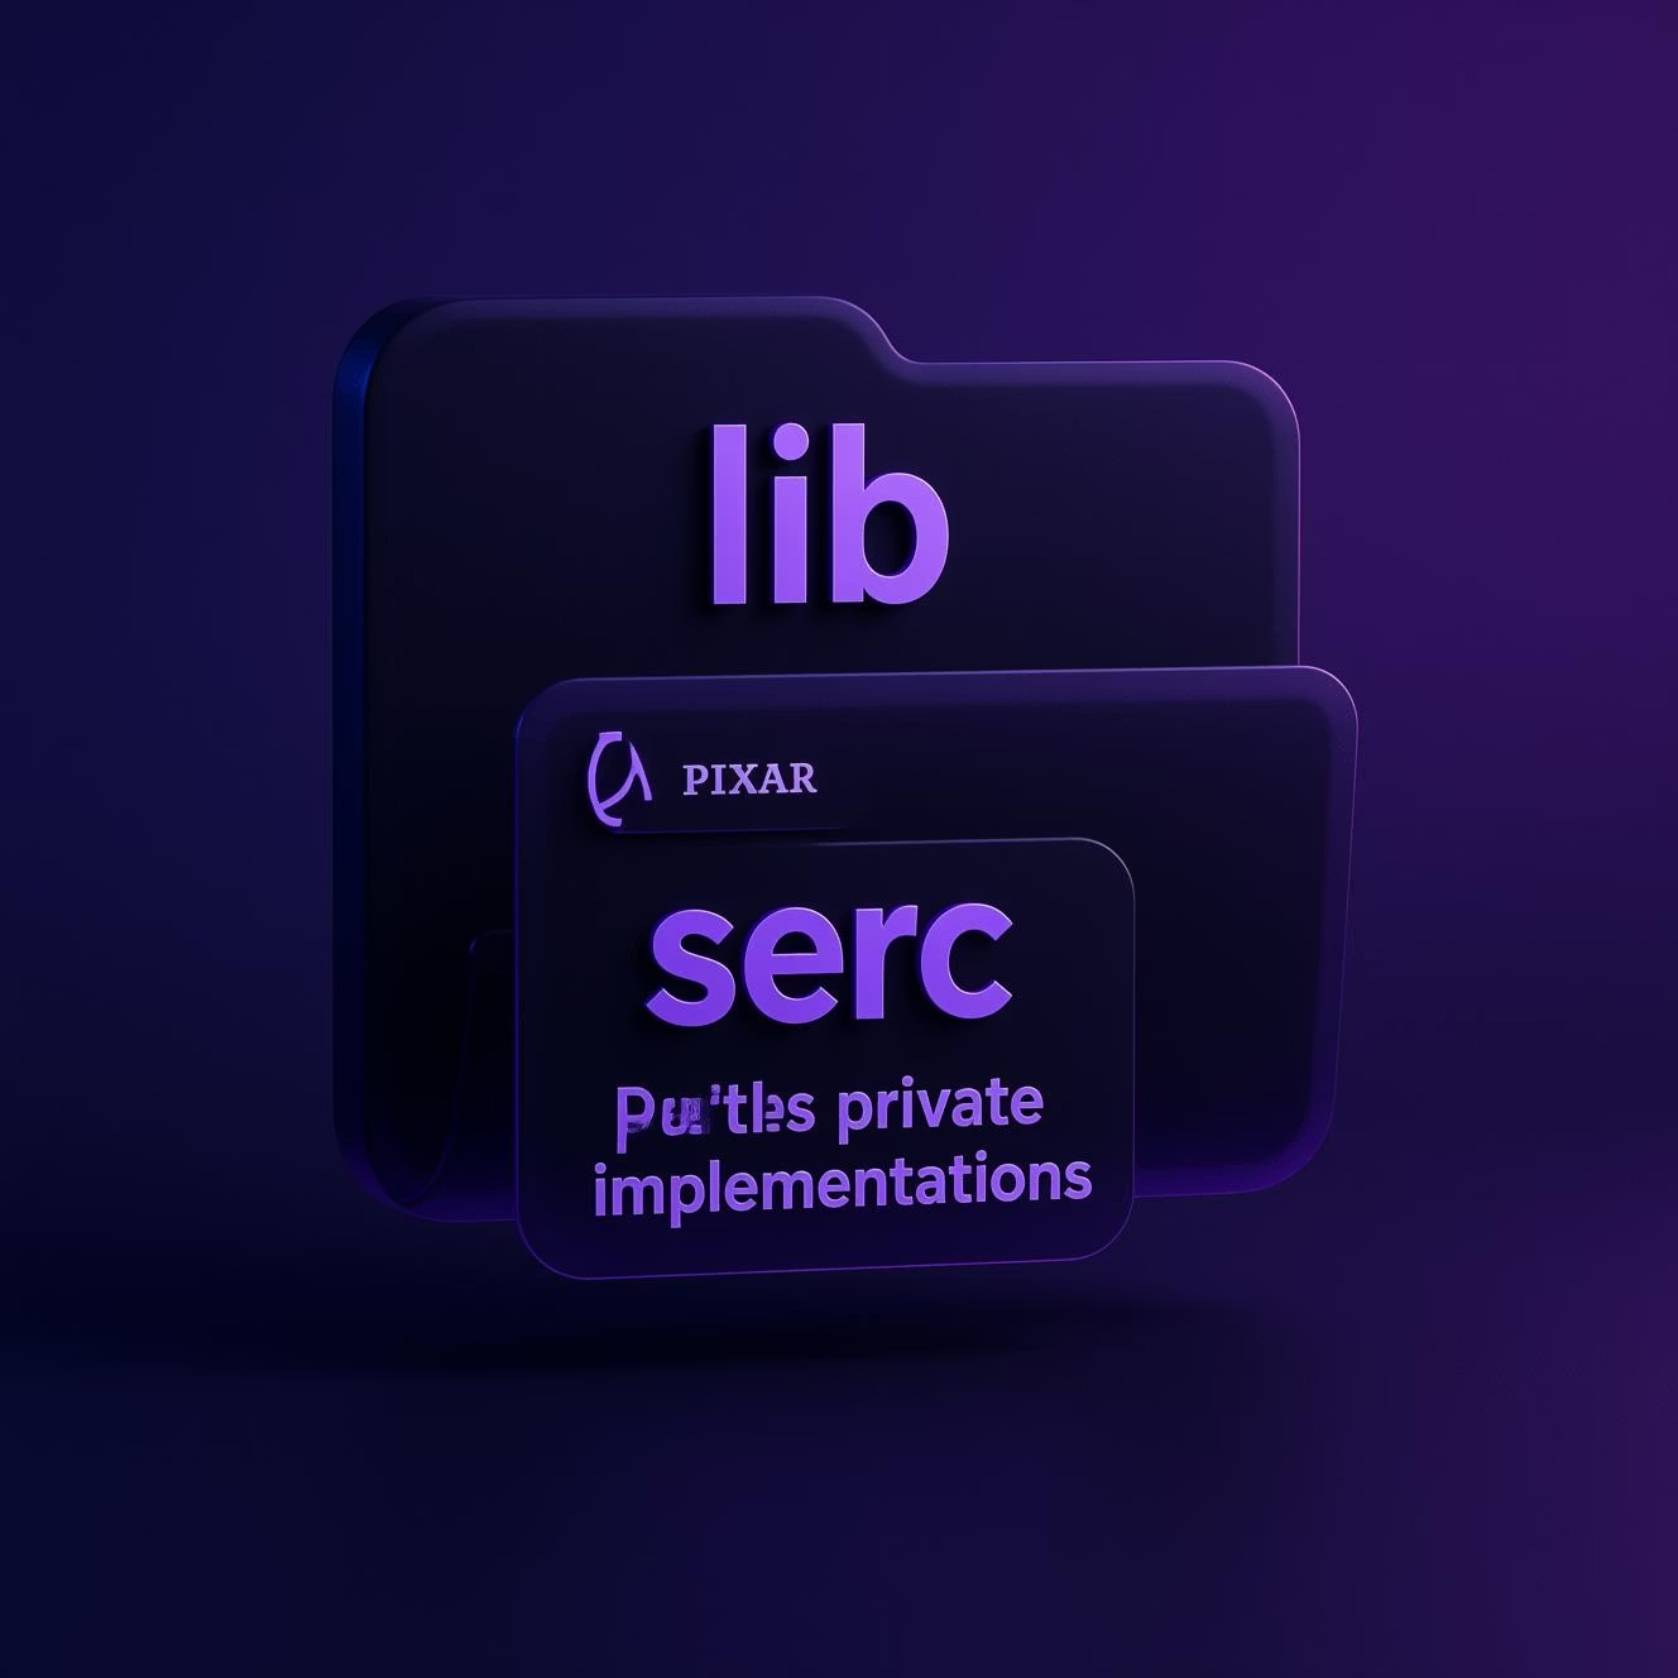 lib
PIXAR
serc
private
implementations